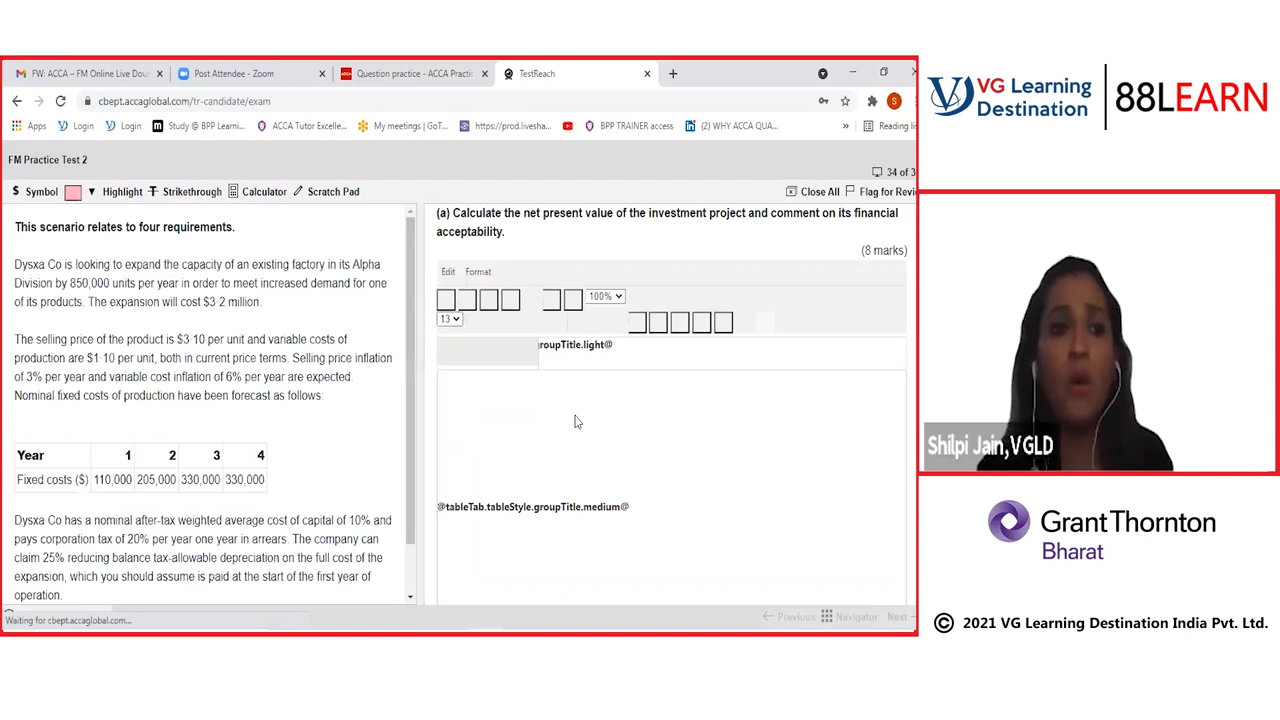 FW: ACCA – FM Online Live Dou
Post Attendee - Zoom
Question practice - ACCA Practic
TestReach
cbept.accaglobal.com/tr-candidate/exam
Apps
Login
Login
Study @ BPP Learni...
ACCA Tutor Excelle...
My meetings | GoT...
https://prod.livesha...
BPP TRAINER access
(2) WHY ACCA QUA...
»
Reading lis
FM Practice Test 2
34 of 3
$ Symbol
Highlight
Strikethrough
Calculator
Scratch Pad
Close All
Flag for Revie
This scenario relates to four requirements.
Dysxa Co is looking to expand the capacity of an existing factory in its Alpha
Division by 850,000 units per year in order to meet increased demand for one
of its products. The expansion will cost $3·2 million.
The selling price of the product is $3·10 per unit and variable costs of
production are $1·10 per unit, both in current price terms. Selling price inflation
of 3% per year and variable cost inflation of 6% per year are expected.
Nominal fixed costs of production have been forecast as follows:
Year 1 2 3 4
Fixed costs ($) 110,000 205,000 330,000 330,000
Dysxa Co has a nominal after-tax weighted average cost of capital of 10% and
pays corporation tax of 20% per year one year in arrears. The company can
claim 25% reducing balance tax-allowable depreciation on the full cost of the
expansion, which you should assume is paid at the start of the first year of
operation.
Waiting for cbept.accaglobal.com...
(a) Calculate the net present value of the investment project and comment on its financial
acceptability.
(8 marks)
Edit Format
100%
13
roupTitle.light@
@tableTab.tableStyle.groupTitle.medium@
Previous
Navigator
Next
VG Learning
Destination
88LEARN
Shilpi Jain,VGLD
GrantThornton
Bharat
© 2021 VG Learning Destination India Pvt. Ltd.